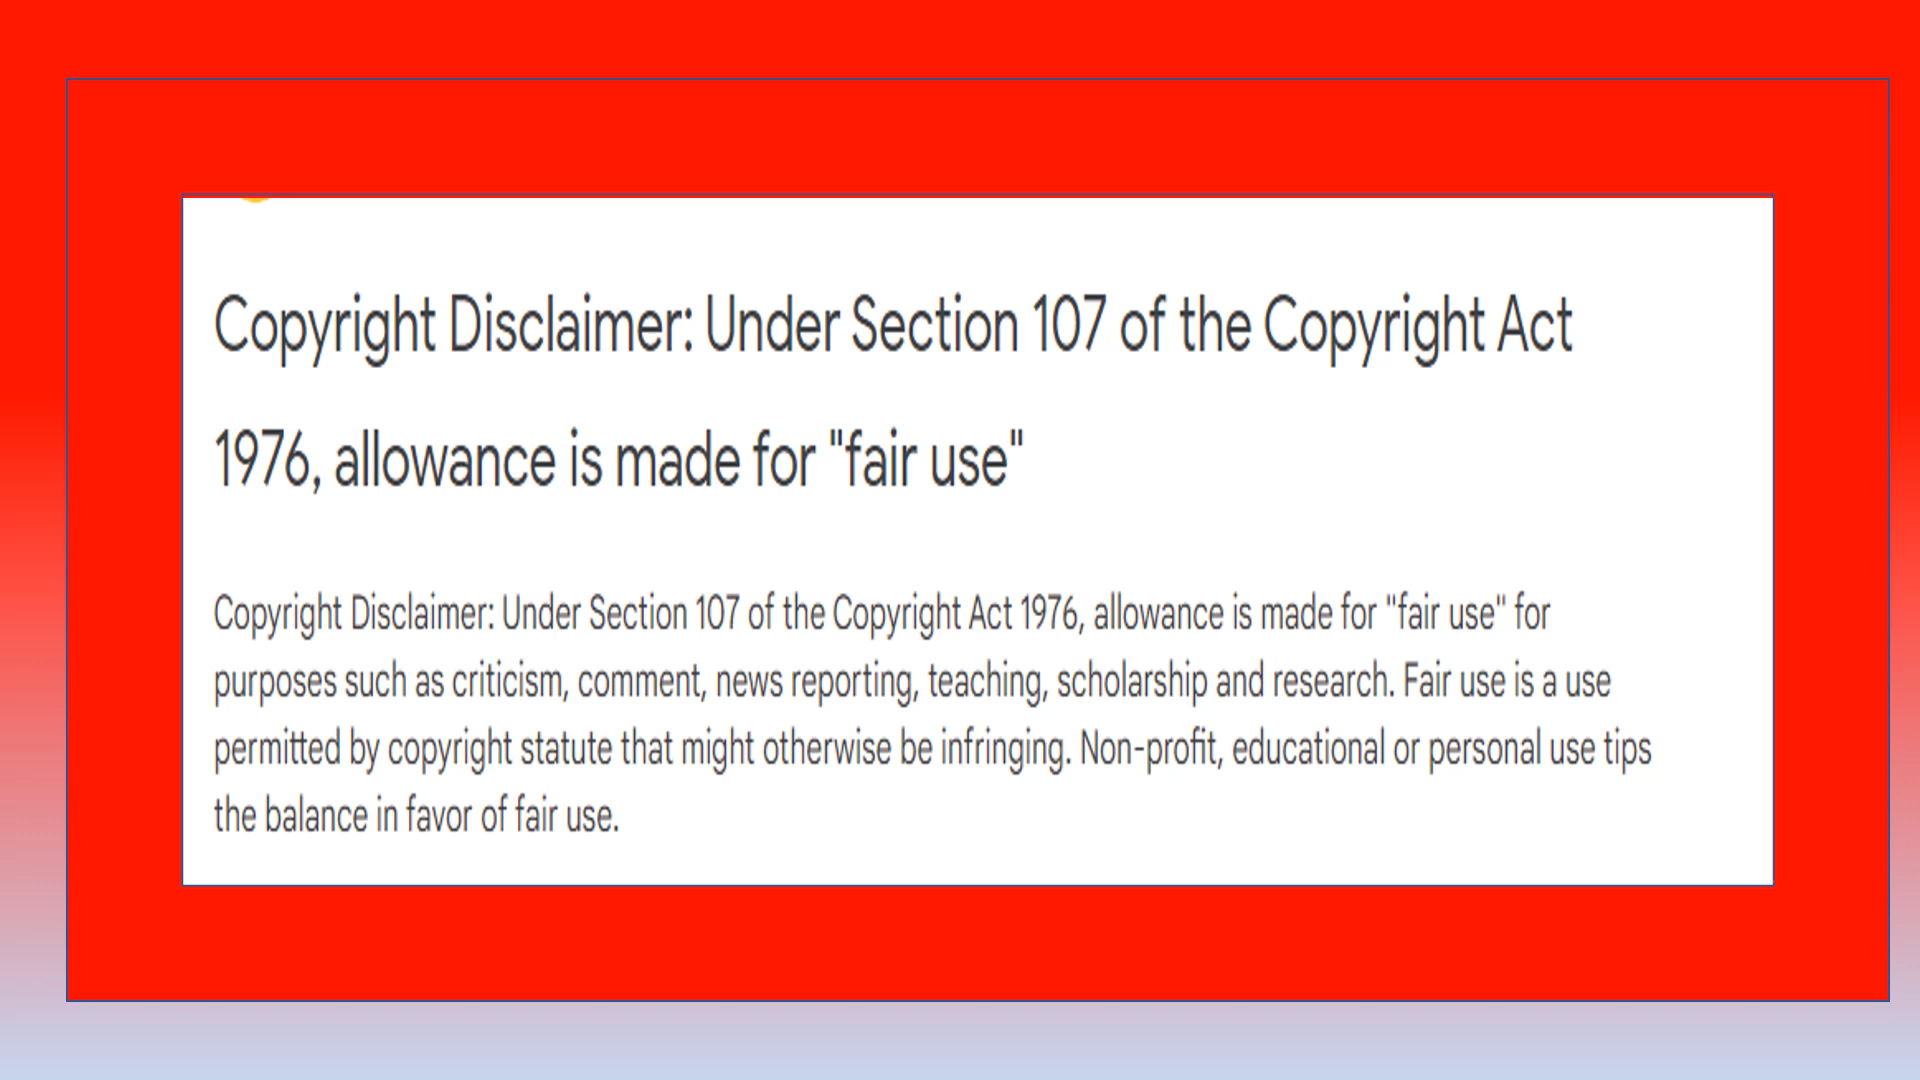 Copyright Disclaimer: Under Section 107 of the Copyright Act
1976, allowance is made for "fair use"
Copyright Disclaimer: Under Section 107 of the Copyright Act 1976, allowance is made for "fair use" for
purposes such as criticism, comment, news reporting, teaching, scholarship and research. Fair use is a use
permitted by copyright statute that might otherwise be infringing. Non-profit, educational or personal use tips
the balance in favor of fair use.